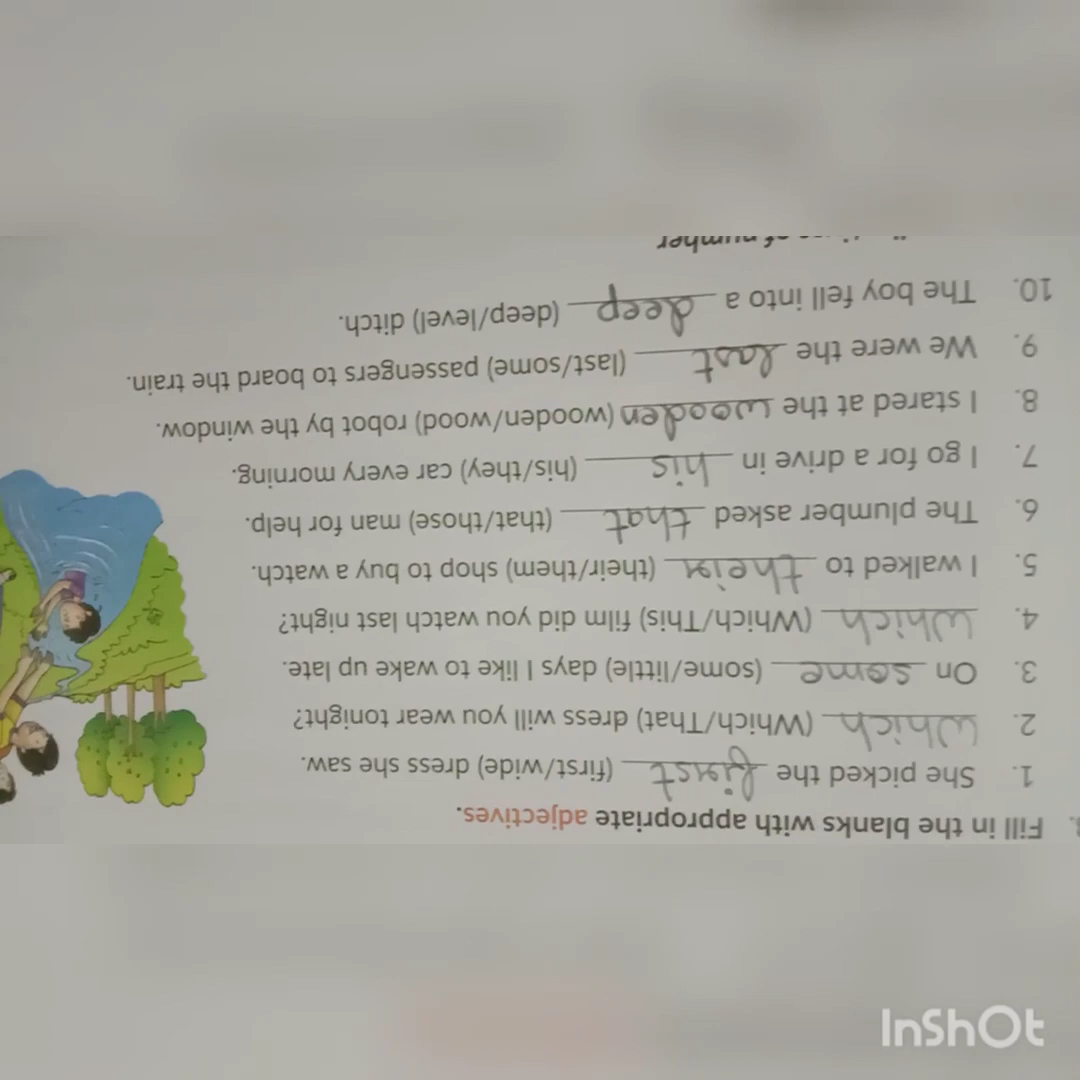 Fill in the blanks with appropriate adjectives.
1. She picked the first (first/wide) dress she saw.
2. Which (Which/That) dress will you wear tonight?
3. On some (some/little) days I like to wake up late.
4. Which (Which/This) film did you watch last night?
5. I walked to their (their/them) shop to buy a watch.
6. The plumber asked that (that/those) man for help.
7. I go for a drive in his (his/they) car every morning.
8. I stared at the wooden (wooden/wood) robot by the window.
9. We were the last (last/some) passengers to board the train.
10. The boy fell into a deep (deep/level) ditch.
of number
InShOt